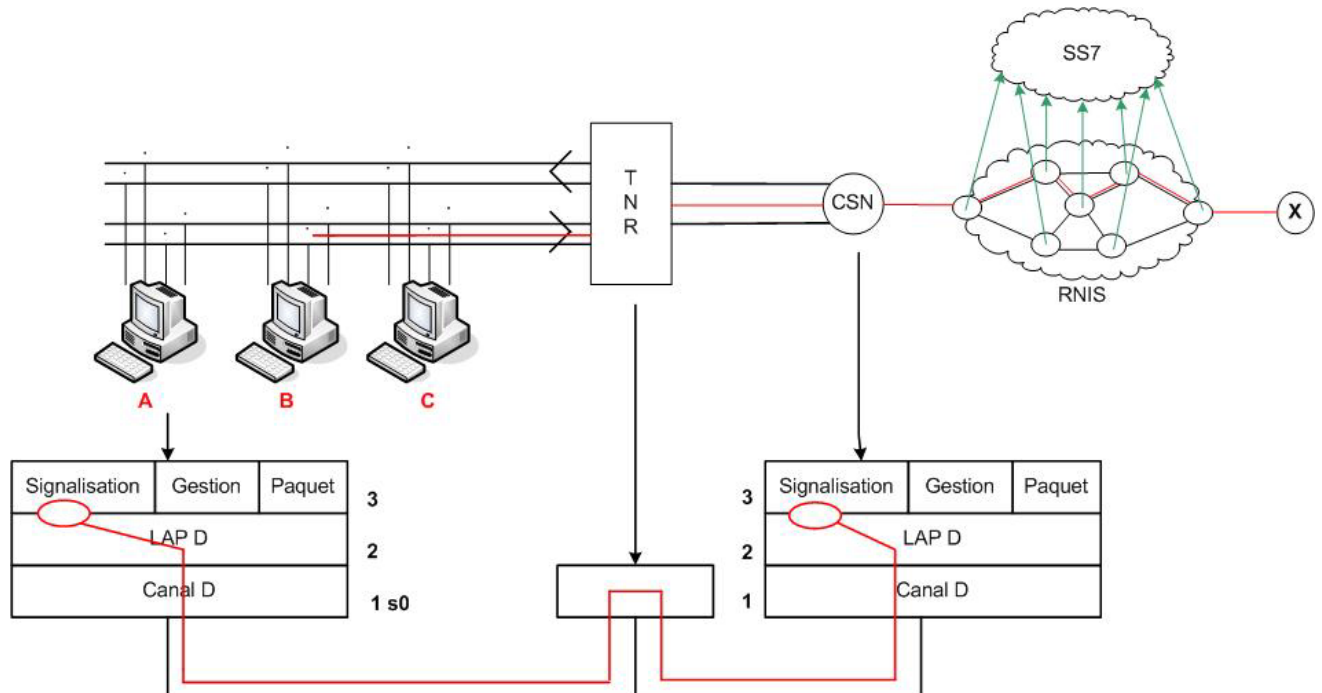 SS7
T
N
R
CSN
X
RNIS
A
B
C
Signalisation
Gestion
Paquet
3
LAP D
2
Canal D
1 s0
3
Signalisation
Gestion
Paquet
2
LAP D
1
Canal D